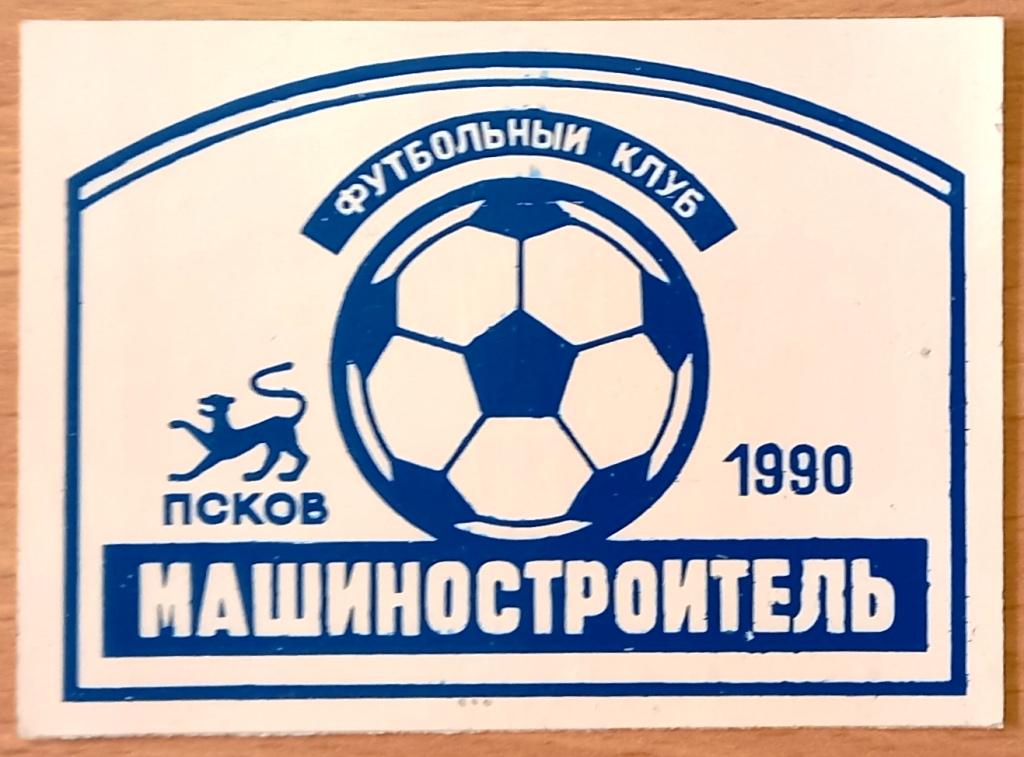 ФУТБОЛЬНЫЙ КЛУБ
ПСКОВ
1990
МАШИНОСТРОИТЕЛЬ